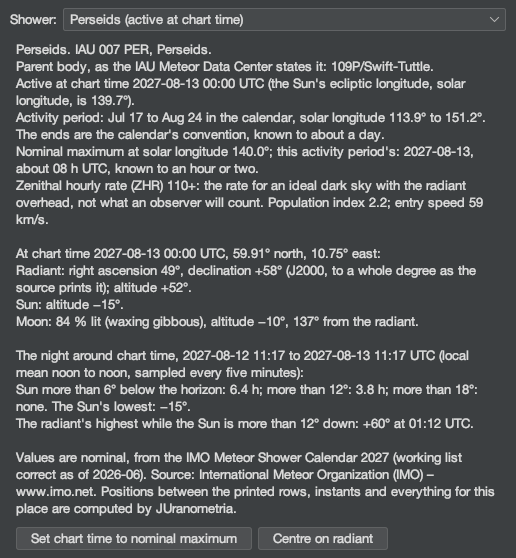 Shower: Perseids (active at chart time)
Perseids. IAU 007 PER, Perseids.
Parent body, as the IAU Meteor Data Center states it: 109P/Swift-Tuttle.
Active at chart time 2027-08-13 00:00 UTC (the Sun's ecliptic longitude, solar
longitude, is 139.7°).
Activity period: Jul 17 to Aug 24 in the calendar, solar longitude 113.9° to 151.2°.
The ends are the calendar's convention, known to about a day.
Nominal maximum at solar longitude 140.0°; this activity period's: 2027-08-13,
about 08 h UTC, known to an hour or two.
Zenithal hourly rate (ZHR) 110+: the rate for an ideal dark sky with the radiant
overhead, not what an observer will count. Population index 2.2; entry speed 59
km/s.
At chart time 2027-08-13 00:00 UTC, 59.91° north, 10.75° east:
Radiant: right ascension 49°, declination +58° (J2000, to a whole degree as the
source prints it); altitude +52°.
Sun: altitude −15°.
Moon: 84 % lit (waxing gibbous), altitude −10°, 137° from the radiant.
The night around chart time, 2027-08-12 11:17 to 2027-08-13 11:17 UTC (local
mean noon to noon, sampled every five minutes):
Sun more than 6° below the horizon: 6.4 h; more than 12°: 3.8 h; more than 18°:
none. The Sun's lowest: −15°.
The radiant's highest while the Sun is more than 12° down: +60° at 01:12 UTC.
Values are nominal, from the IMO Meteor Shower Calendar 2027 (working list
correct as of 2026-06). Source: International Meteor Organization (IMO) –
www.imo.net. Positions between the printed rows, instants and everything for this
place are computed by JUranometria.
Set chart time to nominal maximum
Centre on radiant